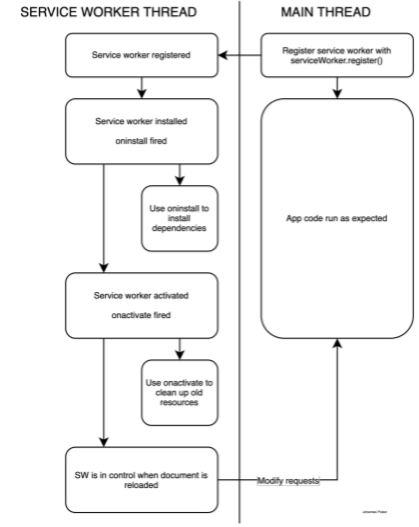 SERVICE WORKER THREAD
MAIN THREAD
Service worker registered
Register service worker with
serviceWorker.register()
Service worker installed
oninstall fired
Use oninstall to
install
dependencies
App code run as expected
Service worker activated
onactivate fired
Use onactivate to
clean up old
resources
SW is in control when document is
reloaded
Modify requests